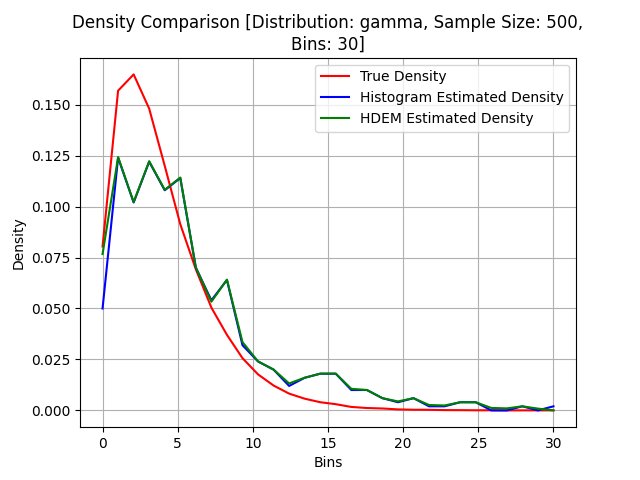 Density Comparison [Distribution: gamma, Sample Size: 500,
Bins: 30]
True Density
Histogram Estimated Density
HDEM Estimated Density
Density
0.150
0.125
0.100
0.075
0.050
0.025
0.000
0 5 10 15 20 25 30
Bins